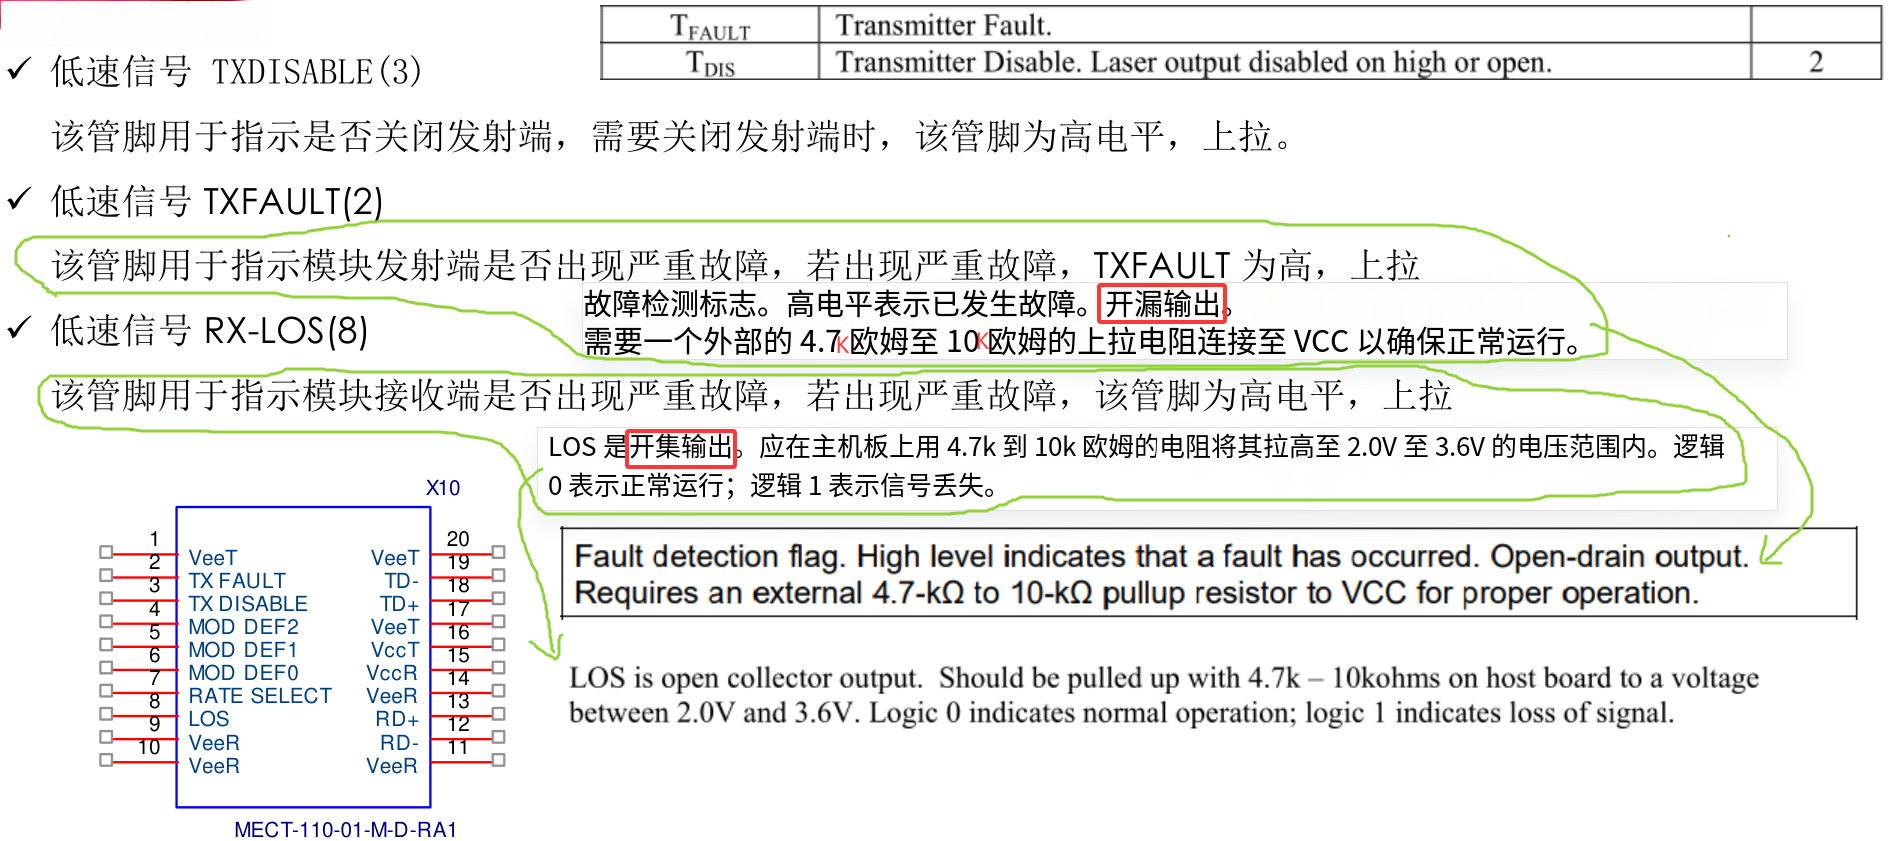 TFAULT Transmitter Fault.
TDIS Transmitter Disable. Laser output disabled on high or open. 2
✓ 低速信号 TXDISABLE(3)
该管脚用于指示是否关闭发射端，需要关闭发射端时，该管脚为高电平，上拉。
✓ 低速信号 TXFAULT(2)
该管脚用于指示模块发射端是否出现严重故障，若出现严重故障，TXFAULT 为高，上拉
故障检测标志。高电平表示已发生故障。开漏输出。
需要一个外部的 4.7K欧姆至 10K欧姆的上拉电阻连接至 VCC 以确保正常运行。
✓ 低速信号 RX-LOS(8)
该管脚用于指示模块接收端是否出现严重故障，若出现严重故障，该管脚为高电平，上拉
LOS 是开集输出。应在主机板上用 4.7k 到 10k 欧姆的电阻将其拉高至 2.0V 至 3.6V 的电压范围内。逻辑
0 表示正常运行；逻辑 1 表示信号丢失。
Fault detection flag. High level indicates that a fault has occurred. Open-drain output.
Requires an external 4.7-kΩ to 10-kΩ pullup resistor to VCC for proper operation.
LOS is open collector output. Should be pulled up with 4.7k – 10kohms on host board to a voltage
between 2.0V and 3.6V. Logic 0 indicates normal operation; logic 1 indicates loss of signal.
X10
1 VeeT VeeT 20
2 TX FAULT TD- 19
3 TX DISABLE TD+ 18
4 MOD DEF2 VeeT 17
5 MOD DEF1 VccT 16
6 MOD DEF0 VccR 15
7 RATE SELECT VeeR 14
8 LOS RD+ 13
9 VeeR RD- 12
10 VeeR VeeR 11
MECT-110-01-M-D-RA1